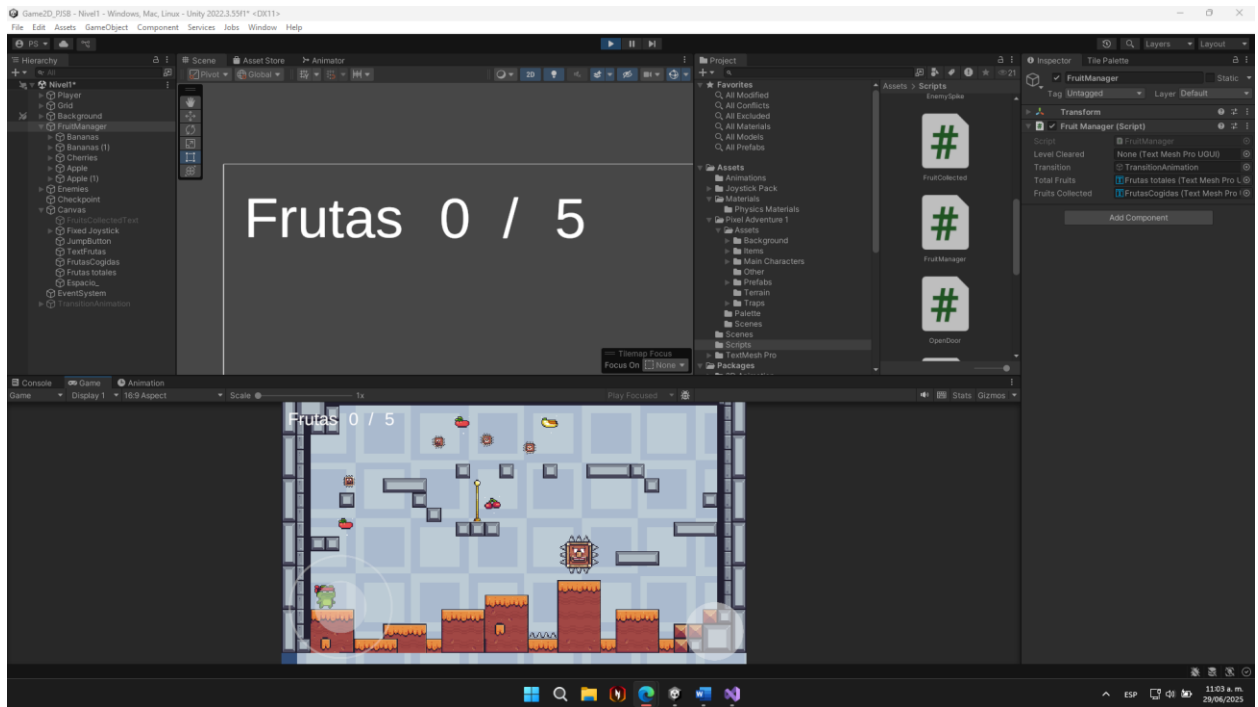 Game2D_PJSB - Nivel1 - Windows, Mac, Linux - Unity 2022.3.55f1* <DX11>
File Edit Assets GameObject Component Services Jobs Window Help
PS
Layers Layout
Hierarchy
All
Nivel1*
Player
Grid
Background
FruitManager
Bananas
Bananas (1)
Cherries
Apple
Apple (1)
Enemies
Checkpoint
Canvas
FruitsCollectedText
Fixed Joystick
JumpButton
TextFrutas
FrutasCogidas
Frutas totales
Espacio_
EventSystem
TransitionAnimation
Scene Asset Store Animator
Pivot Global 2D
Frutas 0 / 5
Tilemap Focus
Focus On None
Project
21
Favorites
All Modified
All Conflicts
All Excluded
All Materials
All Models
All Prefabs
Assets
Animations
Joystick Pack
Materials
Physics Materials
Pixel Adventure 1
Assets
Background
Items
Main Characters
Other
Prefabs
Terrain
Traps
Palette
Scenes
Scenes
Scripts
TextMesh Pro
Packages
Assets > Scripts
EnemySpike
#
FruitCollected
#
FruitManager
#
OpenDoor
Inspector Tile Palette
FruitManager Static
Tag Untagged Layer Default
Transform
Fruit Manager (Script)
Script FruitManager
Level Cleared None (Text Mesh Pro UGUI)
Transition TransitionAnimation
Total Fruits Frutas totales (Text Mesh Pro U
Fruits Collected FrutasCogidas (Text Mesh Pro
Add Component
Console Game Animation
Game Display 1 16:9 Aspect Scale 1x Play Focused Stats Gizmos
Frutas 0 / 5
ESP
11:03 a. m.
29/06/2025